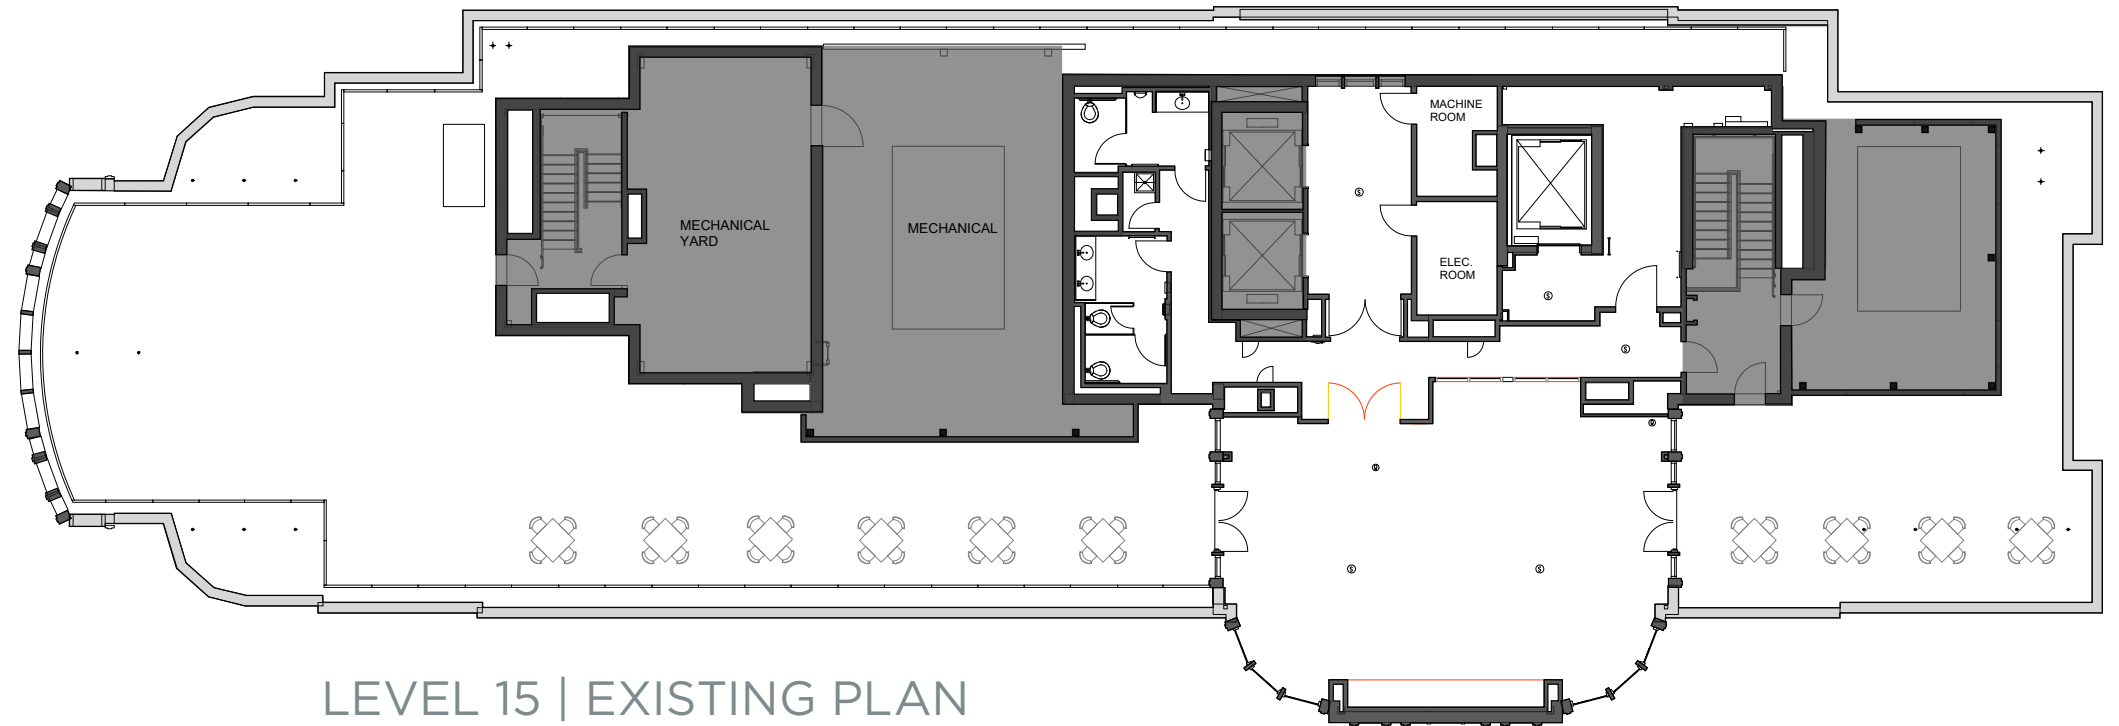 MACHINE
ROOM
MECHANICAL
YARD
MECHANICAL
ELEC.
ROOM
LEVEL 15 | EXISTING PLAN